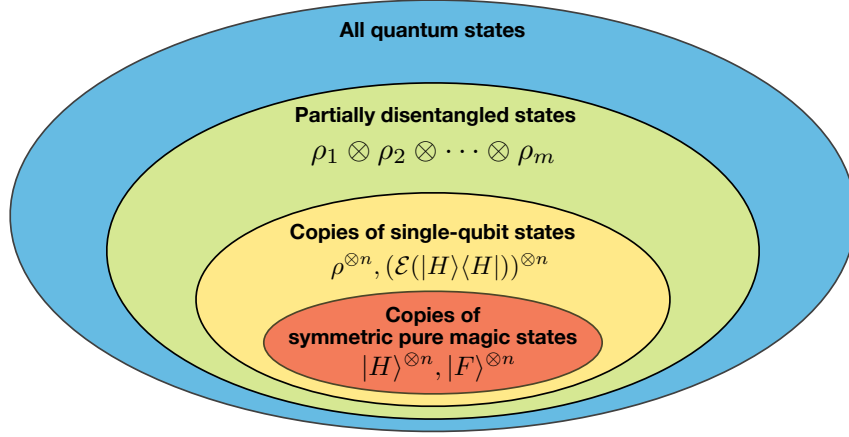 All quantum states
Partially disentangled states
ρ₁ ⊗ ρ₂ ⊗ ⋯ ⊗ ρₘ
Copies of single-qubit states
ρ^{⊗n}, (ℰ(|H⟩⟨H|))^{⊗n}
Copies of
symmetric pure magic states
|H⟩^{⊗n}, |F⟩^{⊗n}